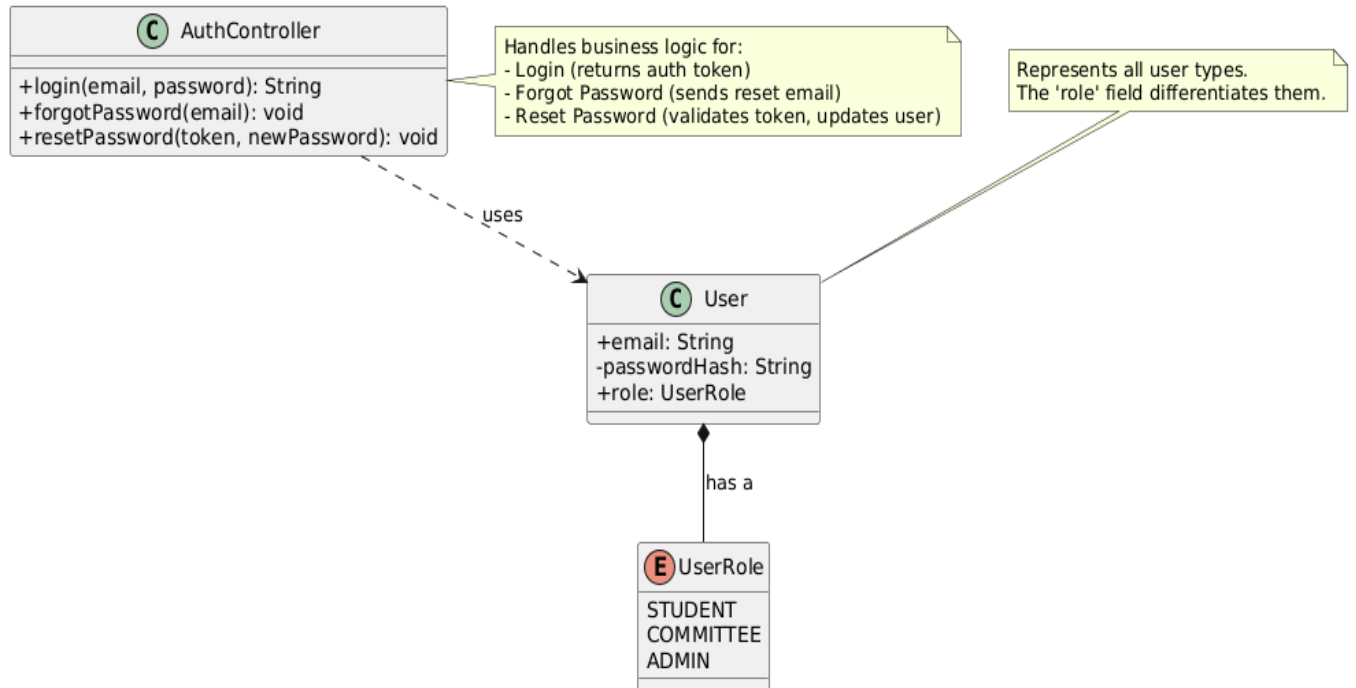 C AuthController
+login(email, password): String
+forgotPassword(email): void
+resetPassword(token, newPassword): void
Handles business logic for:
- Login (returns auth token)
- Forgot Password (sends reset email)
- Reset Password (validates token, updates user)
Represents all user types.
The 'role' field differentiates them.
uses
C User
+email: String
-passwordHash: String
+role: UserRole
has a
E UserRole
STUDENT
COMMITTEE
ADMIN